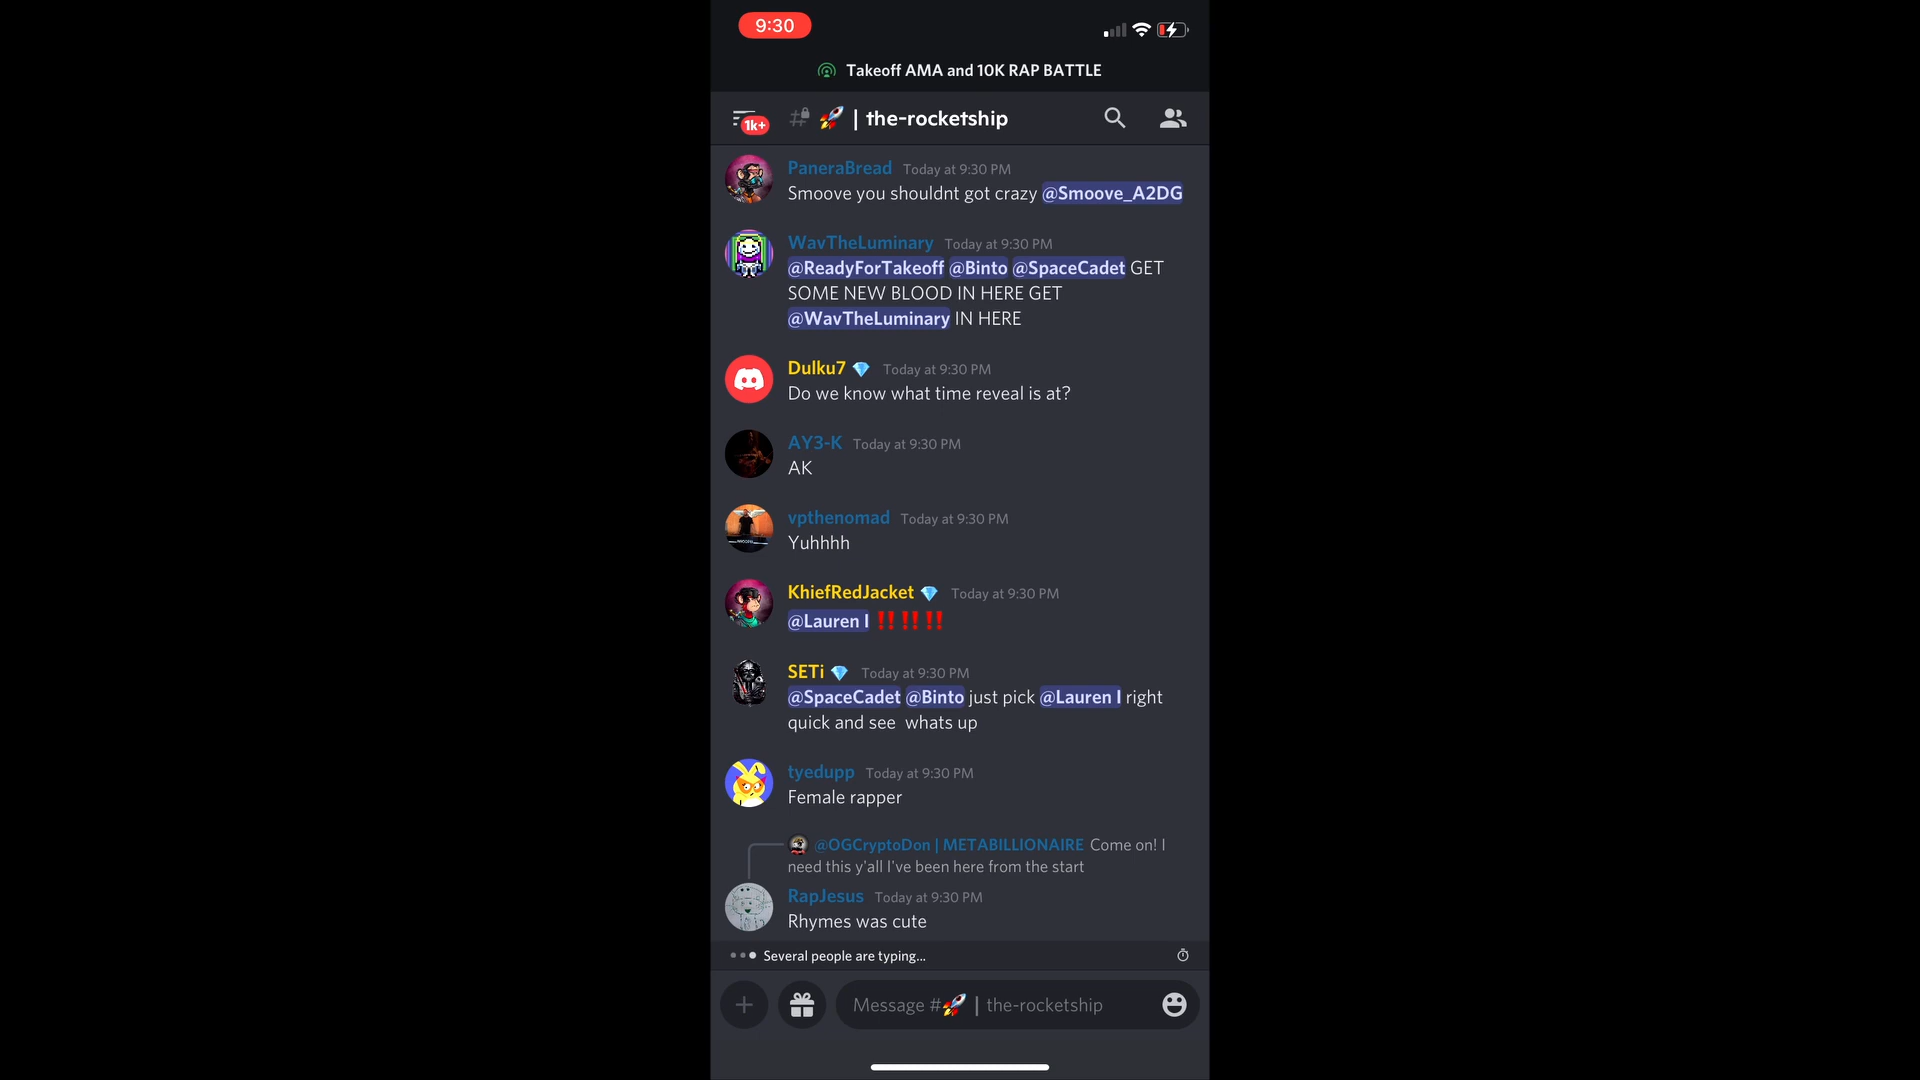 9:30
Takeoff AMA and 10K RAP BATTLE
1k+
# 🚀 | the-rocketship
PaneraBread Today at 9:30 PM
Smoove you shouldnt got crazy @Smoove_A2DG
WavTheLuminary Today at 9:30 PM
@ReadyForTakeoff @Binto @SpaceCadet GET
SOME NEW BLOOD IN HERE GET
@WavTheLuminary IN HERE
Dulku7 💎 Today at 9:30 PM
Do we know what time reveal is at?
AY3-K Today at 9:30 PM
AK
vpthenomad Today at 9:30 PM
Yuhhhh
KhiefRedJacket 💎 Today at 9:30 PM
@Lauren I ‼️‼️‼️
SETi 💎 Today at 9:30 PM
@SpaceCadet @Binto just pick @Lauren I right
quick and see  whats up
tyedupp Today at 9:30 PM
Female rapper
@OGCryptoDon | METABILLIONAIRE Come on! I
need this y'all I've been here from the start
RapJesus Today at 9:30 PM
Rhymes was cute
Several people are typing...
Message #🚀 | the-rocketship